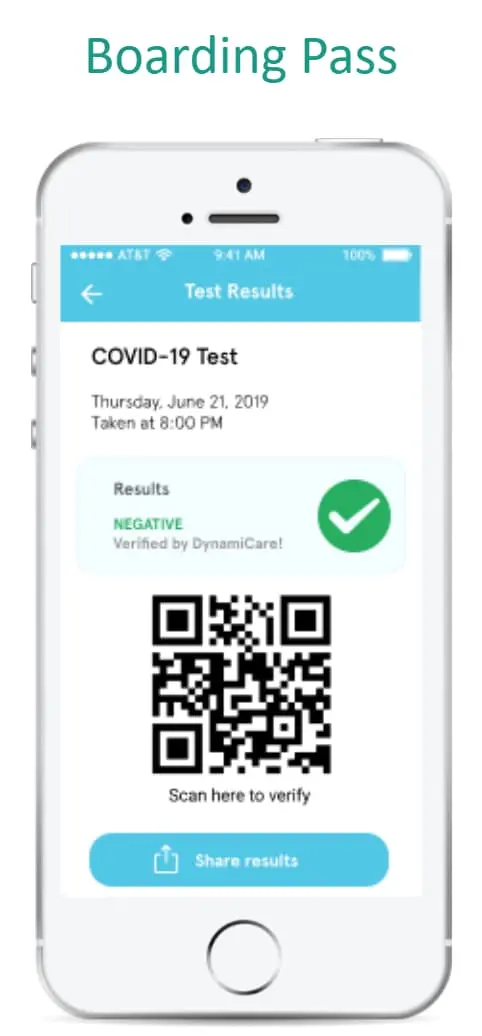 Boarding Pass
AT&T 9:41 AM 100%
Test Results
COVID-19 Test
Thursday, June 21, 2019
Taken at 8:00 PM
Results
NEGATIVE
Verified by DynamiCare!
Scan here to verify
Share results